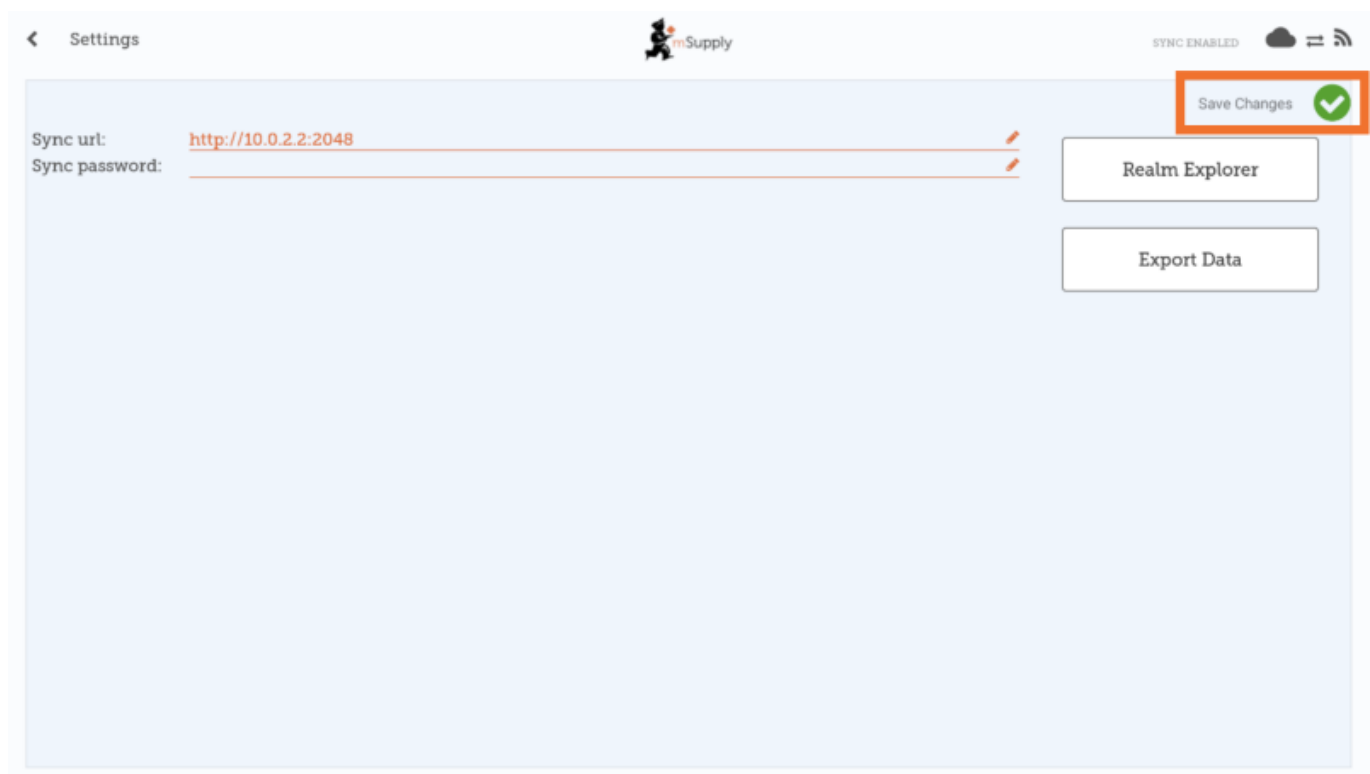 Settings
mSupply
SYNC ENABLED
Save Changes
Sync url: http://10.0.2.2:2048
Sync password:
Realm Explorer
Export Data